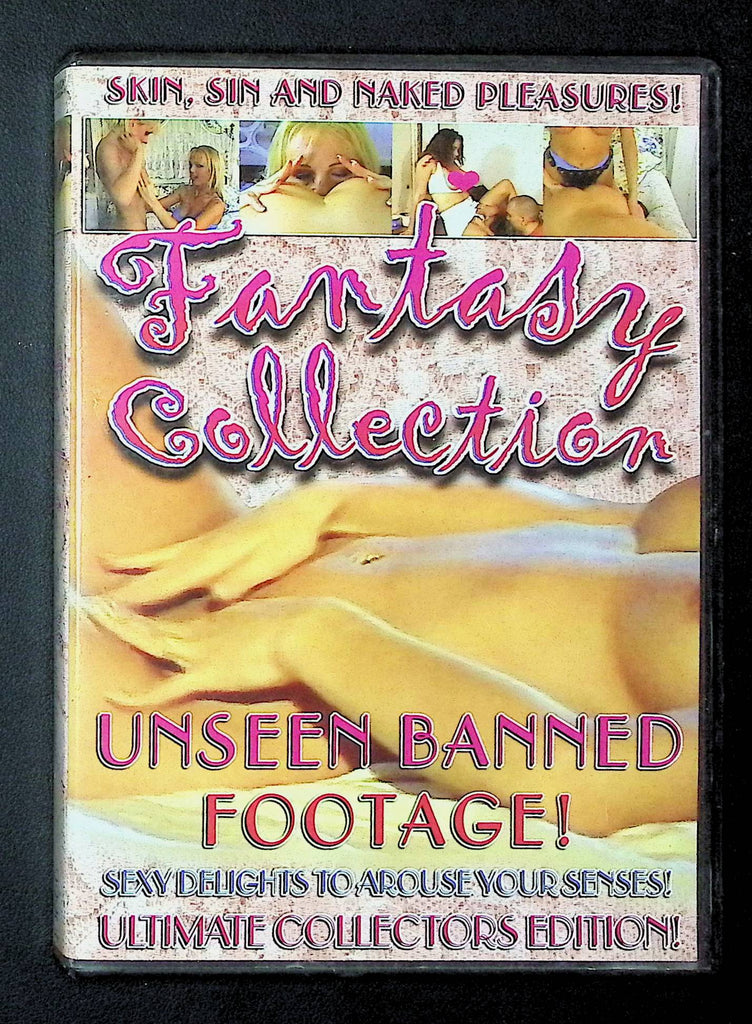 SKIN, SIN AND NAKED PLEASURES!
Fantasy
Collection
UNSEEN BANNED
FOOTAGE!
SEXY DELIGHTS TO AROUSE YOUR SENSES!
ULTIMATE COLLECTORS EDITION!